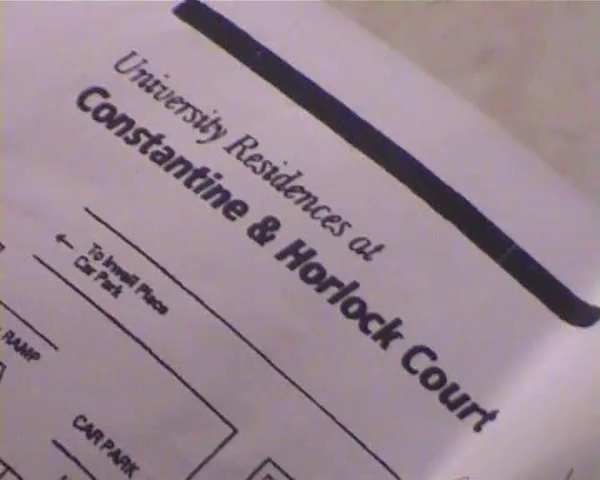 University Residences at
Constantine & Horlock Court
← To Irwell Place
Car Park
RAMP
CAR PARK